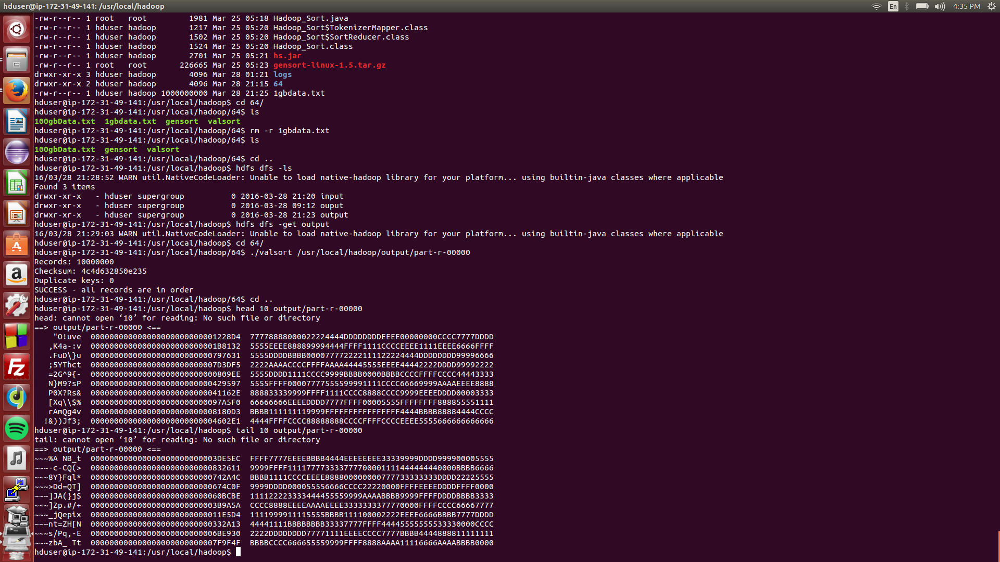 hduser@ip-172-31-49-141: /usr/local/hadoop
En
4:35 PM
-rw-r--r-- 1 root   root         1981 Mar 25 05:18 Hadoop_Sort.java
-rw-r--r-- 1 hduser hadoop       1217 Mar 25 05:20 Hadoop_Sort$TokenizerMapper.class
-rw-r--r-- 1 hduser hadoop       1502 Mar 25 05:20 Hadoop_Sort$SortReducer.class
-rw-r--r-- 1 hduser hadoop       1524 Mar 25 05:20 Hadoop_Sort.class
-rw-r--r-- 1 hduser hadoop       2701 Mar 25 05:21 hs.jar
-rw-r--r-- 1 root   root       226665 Mar 25 05:23 gensort-linux-1.5.tar.gz
drwxr-xr-x 3 hduser hadoop       4096 Mar 28 01:21 logs
drwxr-xr-x 2 hduser hadoop       4096 Mar 28 21:15 64
-rw-r--r-- 1 hduser hadoop 1000000000 Mar 28 21:25 1gbdata.txt
hduser@ip-172-31-49-141:/usr/local/hadoop$ cd 64/
hduser@ip-172-31-49-141:/usr/local/hadoop/64$ ls
100gbData.txt  1gbdata.txt  gensort  valsort
hduser@ip-172-31-49-141:/usr/local/hadoop/64$ rm -r 1gbdata.txt
hduser@ip-172-31-49-141:/usr/local/hadoop/64$ ls
100gbData.txt  gensort  valsort
hduser@ip-172-31-49-141:/usr/local/hadoop/64$ cd ..
hduser@ip-172-31-49-141:/usr/local/hadoop$ hdfs dfs -ls
16/03/28 21:28:52 WARN util.NativeCodeLoader: Unable to load native-hadoop library for your platform... using builtin-java classes where applicable
Found 3 items
drwxr-xr-x   - hduser supergroup          0 2016-03-28 21:20 input
drwxr-xr-x   - hduser supergroup          0 2016-03-28 09:12 ouput
drwxr-xr-x   - hduser supergroup          0 2016-03-28 21:23 output
hduser@ip-172-31-49-141:/usr/local/hadoop$ hdfs dfs -get output
16/03/28 21:29:03 WARN util.NativeCodeLoader: Unable to load native-hadoop library for your platform... using builtin-java classes where applicable
hduser@ip-172-31-49-141:/usr/local/hadoop$ cd 64/
hduser@ip-172-31-49-141:/usr/local/hadoop/64$ ./valsort /usr/local/hadoop/output/part-r-00000
Records: 10000000
Checksum: 4c4d632850e235
Duplicate keys: 0
SUCCESS - all records are in order
hduser@ip-172-31-49-141:/usr/local/hadoop/64$ cd ..
hduser@ip-172-31-49-141:/usr/local/hadoop$ head 10 output/part-r-00000
head: cannot open ‘10’ for reading: No such file or directory
==> output/part-r-00000 <==
    "O!uve  000000000000000000000000001228D4  77778888000022224444DDDDDDDDEEEE00000000CCCC7777DDDD
   ,K4a-:v  000000000000000000000000001B8132  5555EEEE888899994444FFFF1111CCCCEEEE1111EEEE6666FFFF
   .FuD\}u  00000000000000000000000000797631  5555DDDDBBBB000077772222111122224444DDDDDDDD99996666
   ;5YThct  000000000000000000000000007D3DF5  2222AAAACCCCFFFFAAAA44445555EEEE44442222DDDD99992222
   =2G^9{-  00000000000000000000000000809EE  5555DDDD1111CCCC9999BBBB0000BBBBCCCCFFFFCCCC44443333
   N}M9?sP  00000000000000000000000000429597  5555FFFF00007777555599991111CCCC66669999AAAAEEEE8888
   P0X?Rs&  0000000000000000000000000041162E  888833339999FFFF1111CCCC8888CCCC9999EEEEDDDD00003333
   [Xq\\$%  0000000000000000000000000097A5F0  66666666EEEEDDDD7777FFFF00005555FFFFFFFF888855551111
   rAmQg4v  000000000000000000000000008180D3  BBBB111111119999FFFFFFFFFFFFFFFF4444BBBB88884444CCCC
  !&))Jf3;  000000000000000000000000004602E1  4444FFFFCCCC88888888CCCCFFFFCCCCEEEE5555666666666666
hduser@ip-172-31-49-141:/usr/local/hadoop$ tail 10 output/part-r-00000
tail: cannot open ‘10’ for reading: No such file or directory
==> output/part-r-00000 <==
~~~%A NB_t  000000000000000000000000003DE5EC  FFFF7777EEEEBBBB4444EEEEEEEE33339999DDDD999900005555
~~~-c-CQ(>  00000000000000000000000000832611  9999FFFF111177773333777700001111444444440000BBBB6666
~~~8Y}Fql*  00000000000000000000000000742A4C  BBBB1111CCCCEEEE888800000000777733333333DDDD22225555
~~~>Dd=QT]  00000000000000000000000000674C0F  9999DDDD000055556666CCCC22220000FFFFEEEEDDDDFFFF0000
~~~]JA(}j$  0000000000000000000000000060BCBE  111122223333444455559999AAAABBBB9999FFFFDDDDBBBB3333
~~~]Zp.#/+  000000000000000000000000003B9A5A  CCCC8888EEEEAAAAEEEE3333333377770000FFFFCCCC66667777
~~~_jQepix  0000000000000000000000000011E5D4  1111999911115555BBBB111100002222EEEE6666BBBB7777DDDD
~~~nt=ZH[N  00000000000000000000000000332A13  44441111BBBBBBBB33337777FFFF44445555555533330000CCCC
~~~s/Pq,-E  000000000000000000000000006BE930  2222DDDDDDDD77771111EEEECCCC7777BBBB4444888811111111
~~~zbA_ Tt  000000000000000000000000007F9F4F  BBBBCCCC666655559999FFFF8888AAAA11116666AAAABBBB0000
hduser@ip-172-31-49-141:/usr/local/hadoop$